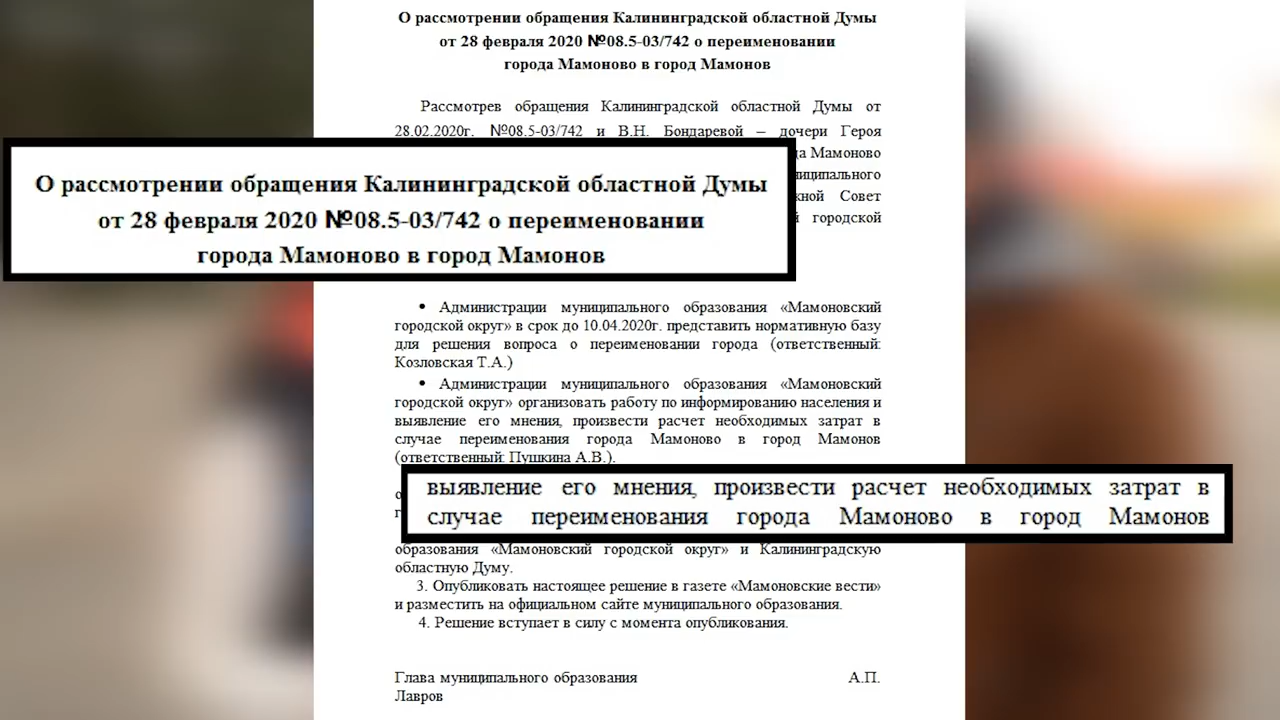 О рассмотрении обращения Калининградской областной Думы
от 28 февраля 2020 №08.5-03/742 о переименовании
города Мамоново в город Мамонов
Рассмотрев обращения Калининградской областной Думы от
28.02.2020г. №08.5-03/742 и В.Н. Бондаревой – дочери Героя
Мамоново
Совет
городской
О рассмотрении обращения Калининградской областной Думы
от 28 февраля 2020 №08.5-03/742 о переименовании
города Мамоново в город Мамонов
• Администрации муниципального образования «Мамоновский
городской округ» в срок до 10.04.2020г. представить нормативную базу
для решения вопроса о переименовании города (ответственный:
Козловская Т.А.)
• Администрации муниципального образования «Мамоновский
городской округ» организовать работу по информированию населения и
выявление его мнения, произвести расчет необходимых затрат в
случае переименования города Мамоново в город Мамонов
(ответственный: Пушкина А.В.).
выявление его мнения, произвести расчет необходимых затрат в
случае переименования города Мамоново в город Мамонов
образования «Мамоновский городской округ» и Калининградскую
областную Думу.
3. Опубликовать настоящее решение в газете «Мамоновские вести»
и разместить на официальном сайте муниципального образования.
4. Решение вступает в силу с момента опубликования.
Глава муниципального образования А.П.
Лавров